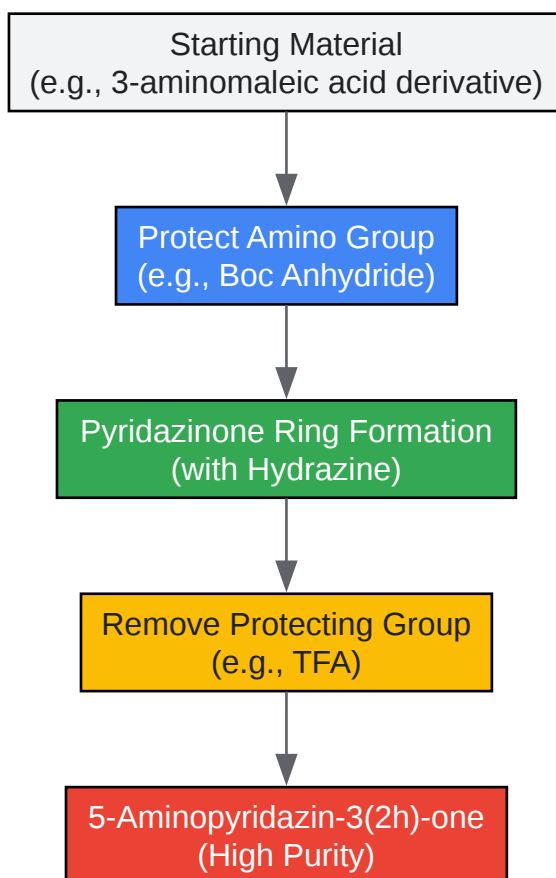 Starting Material
(e.g., 3-aminomaleic acid derivative)
Protect Amino Group
(e.g., Boc Anhydride)
Pyridazinone Ring Formation
(with Hydrazine)
Remove Protecting Group
(e.g., TFA)
5-Aminopyridazin-3(2h)-one
(High Purity)